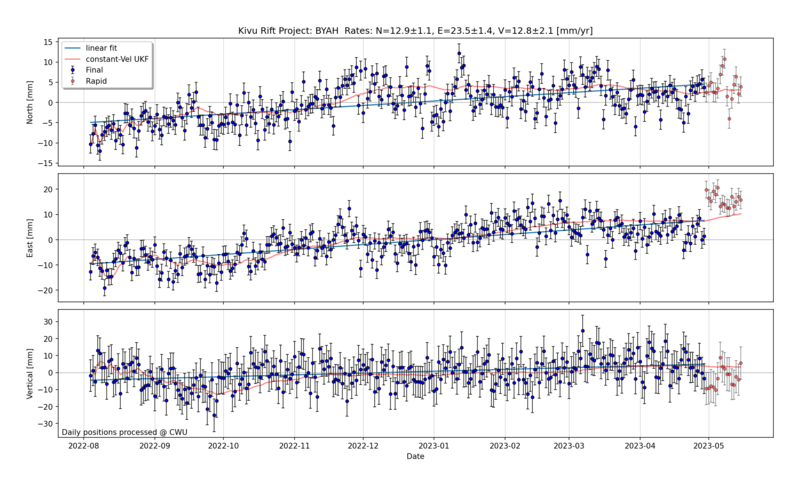 Kivu Rift Project: BYAH  Rates: N=12.9±1.1, E=23.5±1.4, V=12.8±2.1 [mm/yr]
linear fit
constant-Vel UKF
Final
Rapid
North [mm]
15
10
5
0
−5
−10
−15
East [mm]
20
10
0
−10
−20
Vertical [mm]
30
20
10
0
−10
−20
−30
Daily positions processed @ CWU
2022-08 2022-09 2022-10 2022-11 2022-12 2023-01 2023-02 2023-03 2023-04 2023-05
Date